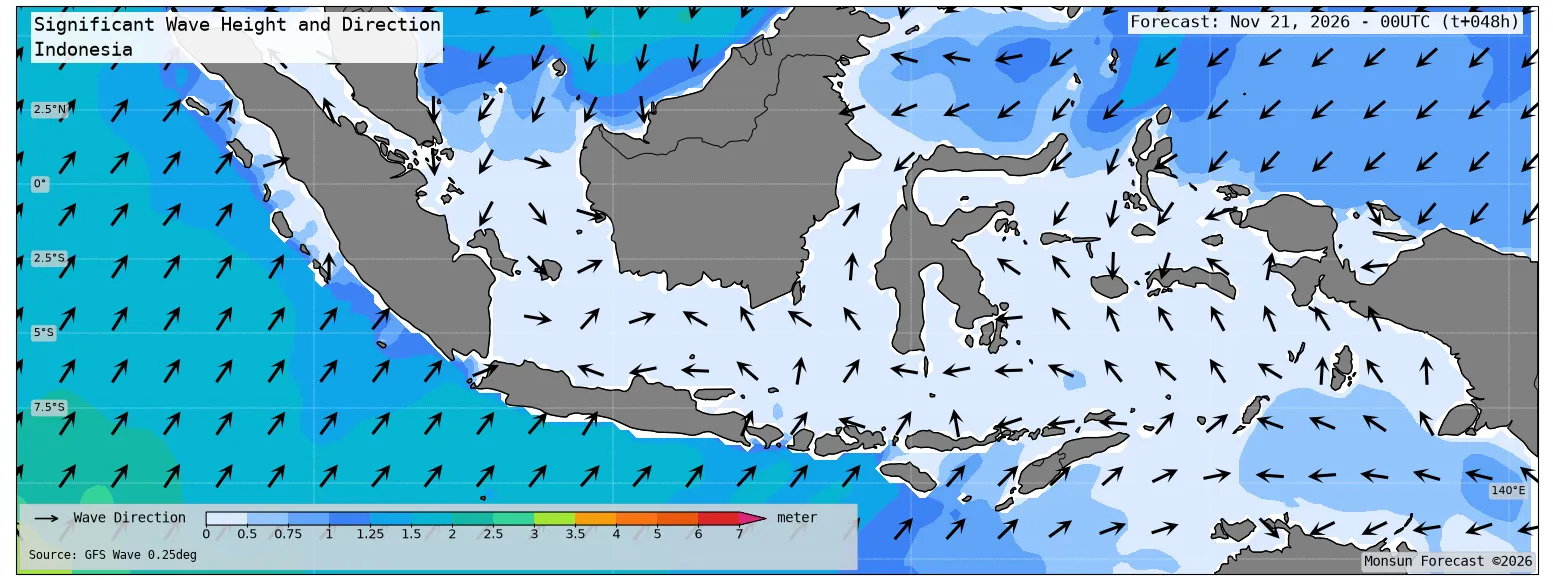 Significant Wave Height and Direction
Indonesia
Forecast: Nov 21, 2026 - 00UTC (t+048h)
2.5°N
0°
2.5°S
5°S
7.5°S
140°E
Wave Direction
0 0.5 0.75 1 1.25 1.5 2 2.5 3 3.5 4 5 6 7
meter
Source: GFS Wave 0.25deg
Monsun Forecast ©2026